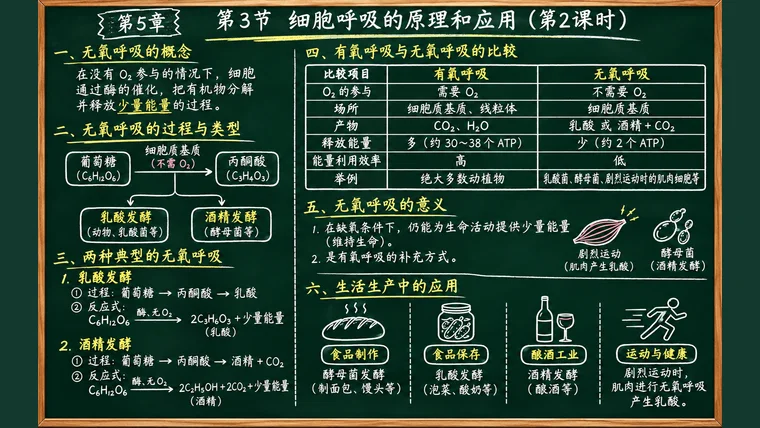 第5章
第3节 细胞呼吸的原理和应用（第2课时）
一、无氧呼吸的概念
在没有 O₂ 参与的情况下，细胞
通过酶的催化，把有机物分解
并释放少量能量的过程。
二、无氧呼吸的过程与类型
葡萄糖
(C₆H₁₂O₆)
细胞质基质
(不需 O₂)
丙酮酸
(C₃H₄O₃)
乳酸发酵
(动物、乳酸菌等)
酒精发酵
(酵母菌等)
三、两种典型的无氧呼吸
1. 乳酸发酵
① 过程：葡萄糖 → 丙酮酸 → 乳酸
② 反应式：
C₆H₁₂O₆ 酶、无O₂→ 2C₃H₆O₃ + 少量能量
(乳酸)
2. 酒精发酵
① 过程：葡萄糖 → 丙酮酸 → 酒精 + CO₂
② 反应式：
C₆H₁₂O₆ 酶、无O₂→ 2C₂H₅OH + 2CO₂ + 少量能量
(酒精)
四、有氧呼吸与无氧呼吸的比较
比较项目 有氧呼吸 无氧呼吸
O₂ 的参与 需要 O₂ 不需要 O₂
场所 细胞质基质、线粒体 细胞质基质
产物 CO₂、H₂O 乳酸 或 酒精 + CO₂
释放能量 多（约 30～38 个 ATP） 少（约 2 个 ATP）
能量利用效率 高 低
举例 绝大多数动植物 乳酸菌、酵母菌、剧烈运动时的肌肉细胞等
五、无氧呼吸的意义
1. 在缺氧条件下，仍能为生命活动提供少量能量
(维持生命)。
2. 是有氧呼吸的补充方式。
剧烈运动
(肌肉产生乳酸)
酵母菌
(酒精发酵)
六、生活生产中的应用
食品制作
酵母菌发酵
(制面包、馒头等)
食品保存
乳酸发酵
(泡菜、酸奶等)
酿酒工业
酒精发酵
(酿酒等)
运动与健康
剧烈运动时，
肌肉进行无氧呼吸
产生乳酸。